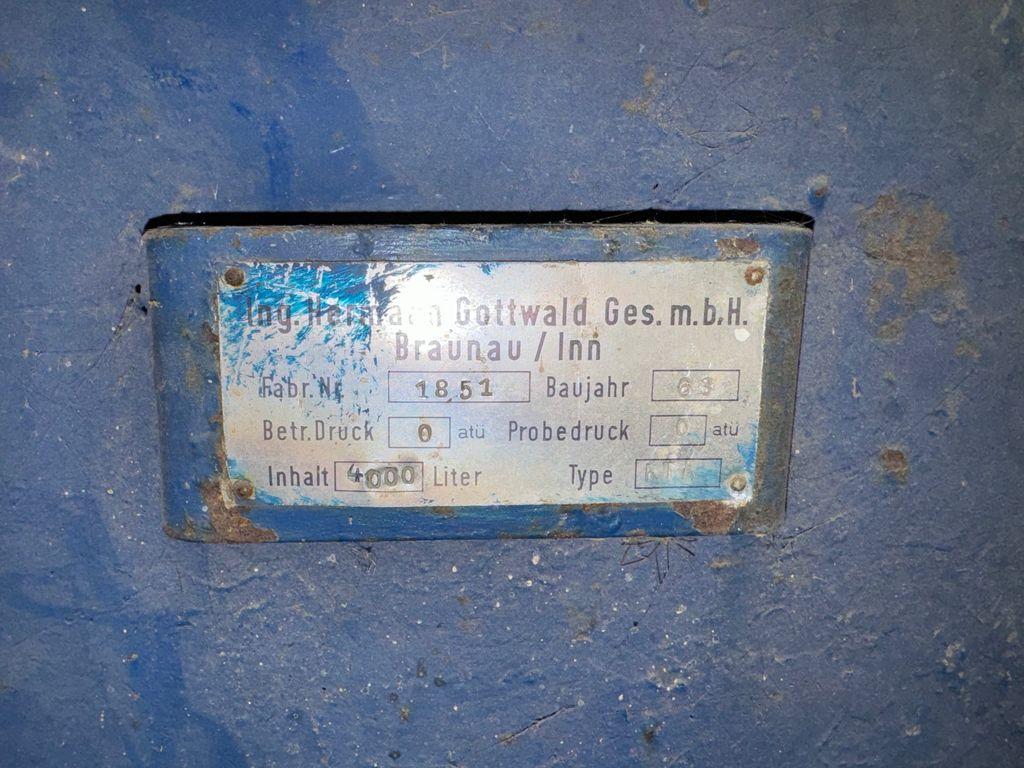 Ing. Hermann Gottwald Ges.m.b.H.
Braunau / Inn
Fabr. Nr. 1851 Baujahr 63
Betr. Druck 0 atü Probedruck 0 atü
Inhalt 4000 Liter Type